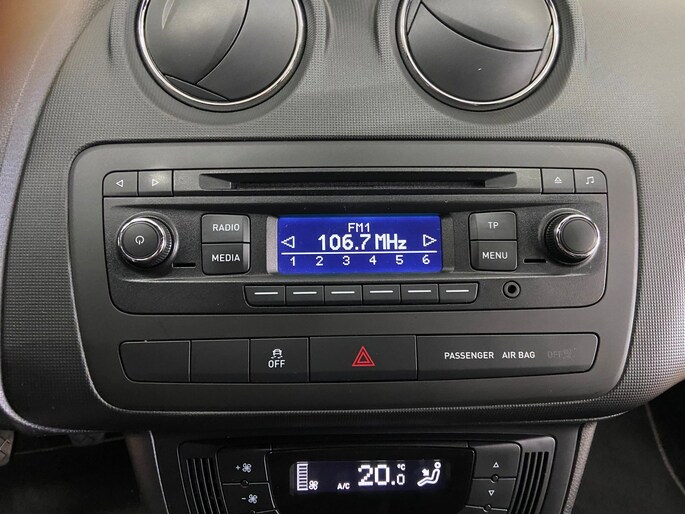 RADIO
MEDIA
FM1
106.7 MHz
1 2 3 4 5 6
TP
MENU
OFF
PASSENGER AIR BAG OFF
A/C 20.0 °C